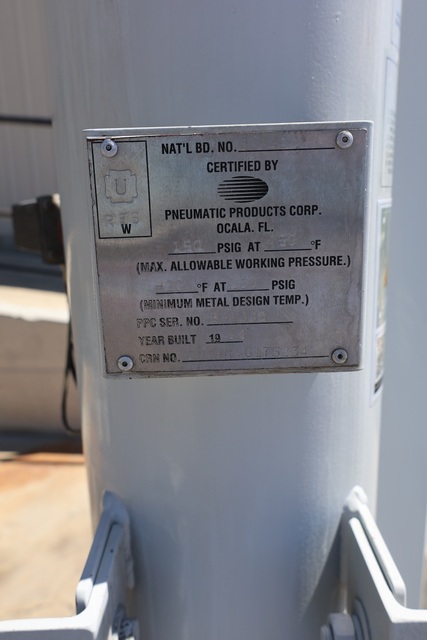 NAT'L BD. NO.
CERTIFIED BY
U
W
PNEUMATIC PRODUCTS CORP.
OCALA, FL.
150 PSIG AT °F
(MAX. ALLOWABLE WORKING PRESSURE.)
°F AT PSIG
(MINIMUM METAL DESIGN TEMP.)
PPC SER. NO.
YEAR BUILT 19
CRN NO.